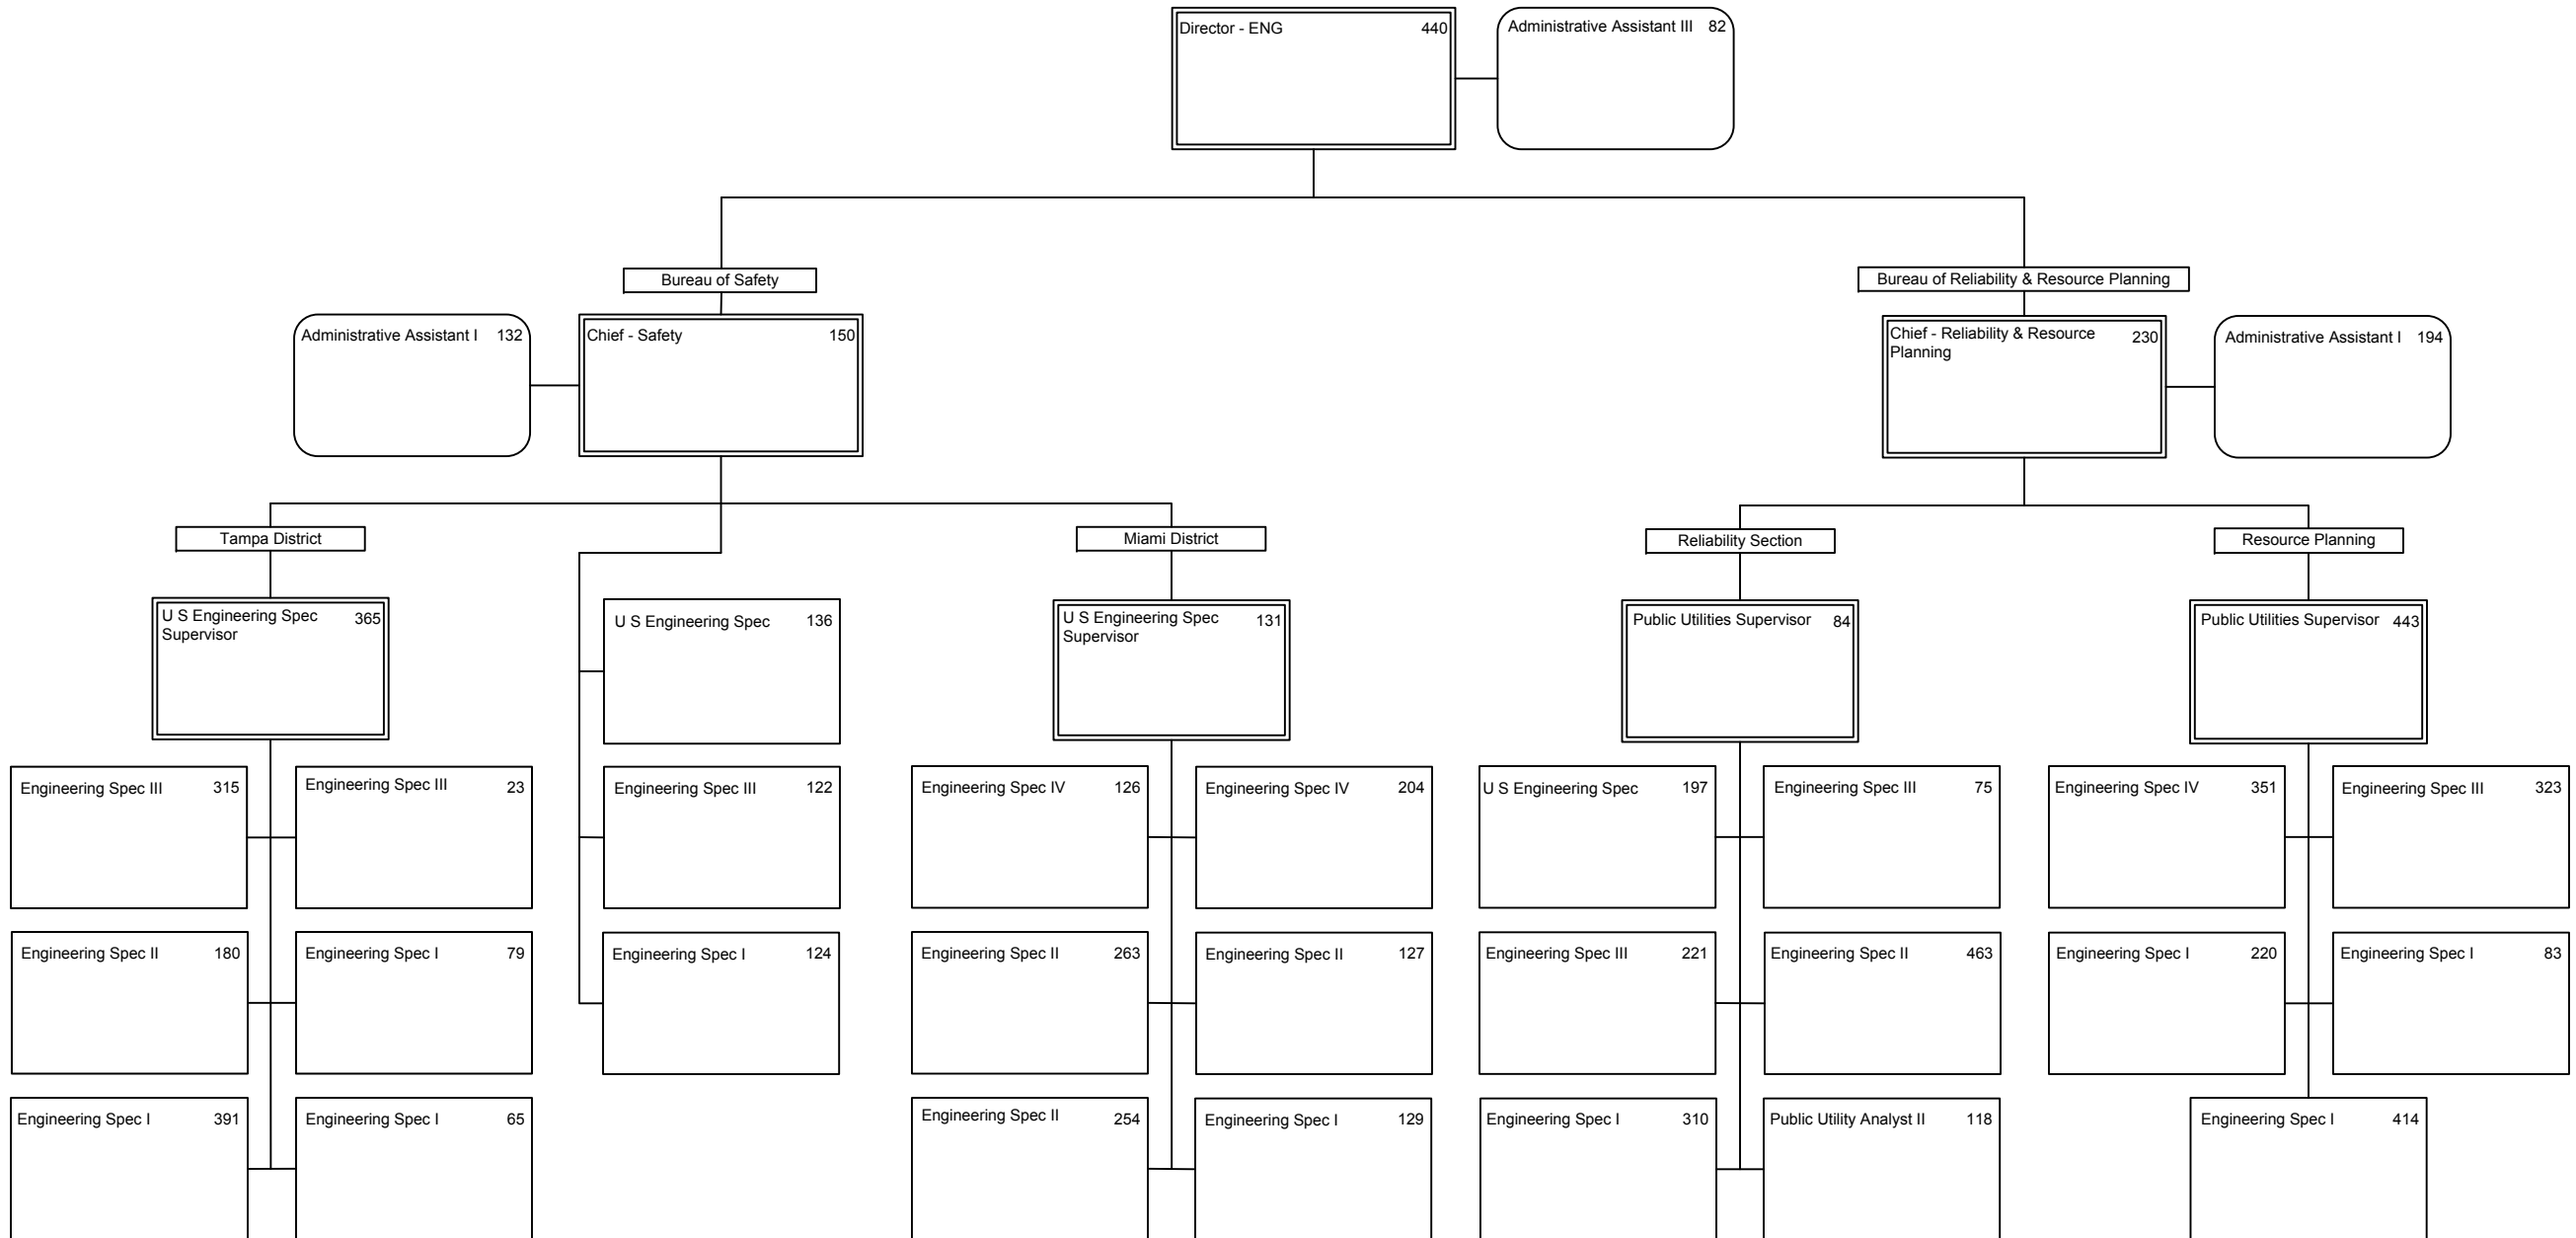 Director - ENG 440
Administrative Assistant III 82
Bureau of Safety
Bureau of Reliability & Resource Planning
Administrative Assistant I 132
Chief - Safety 150
Chief - Reliability & Resource 230
Planning
Administrative Assistant I 194
Tampa District
Miami District
Reliability Section
Resource Planning
U S Engineering Spec 365
Supervisor
U S Engineering Spec 136
U S Engineering Spec 131
Supervisor
Public Utilities Supervisor 84
Public Utilities Supervisor 443
Engineering Spec III 315
Engineering Spec III 23
Engineering Spec III 122
Engineering Spec IV 126
Engineering Spec IV 204
U S Engineering Spec 197
Engineering Spec III 75
Engineering Spec IV 351
Engineering Spec III 323
Engineering Spec II 180
Engineering Spec I 79
Engineering Spec I 124
Engineering Spec II 263
Engineering Spec II 127
Engineering Spec III 221
Engineering Spec II 463
Engineering Spec I 220
Engineering Spec I 83
Engineering Spec I 391
Engineering Spec I 65
Engineering Spec II 254
Engineering Spec I 129
Engineering Spec I 310
Public Utility Analyst II 118
Engineering Spec I 414